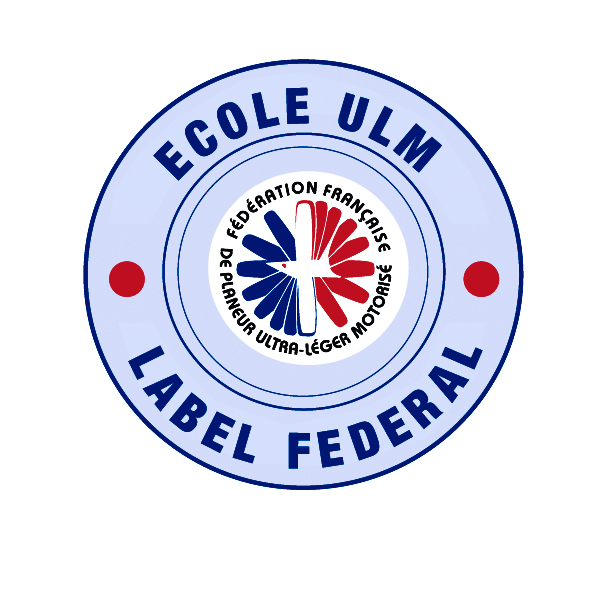 ECOLE ULM
FÉDÉRATION FRANÇAISE
DE PLANEUR ULTRA-LÉGER MOTORISÉ
LABEL FEDERAL